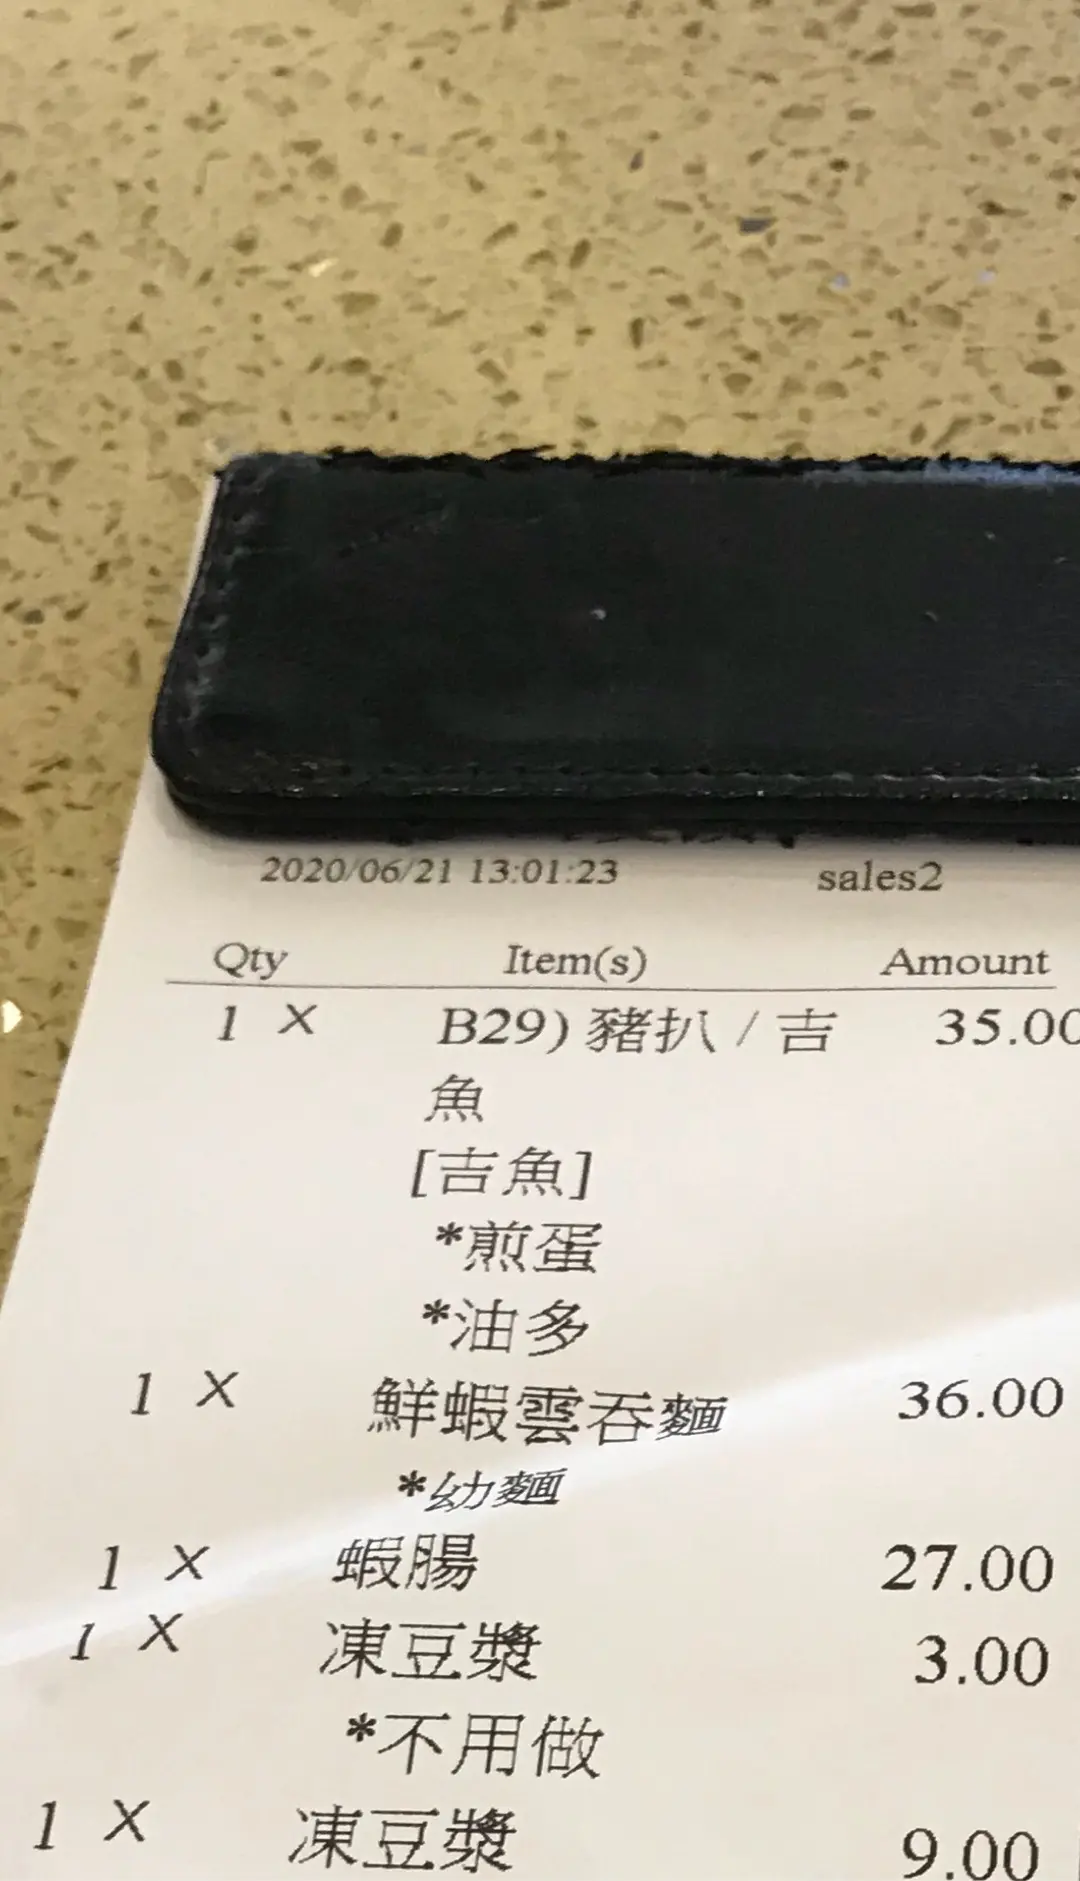 2020/06/21 13:01:23 sales2
Qty Item(s) Amount
1 X B29) 豬扒 / 吉 35.00
魚
[吉魚]
*煎蛋
*油多
1 X 鮮蝦雲吞麵 36.00
*幼麵
1 X 蝦腸 27.00
1 X 凍豆漿 3.00
*不用做
1 X 凍豆漿 9.00